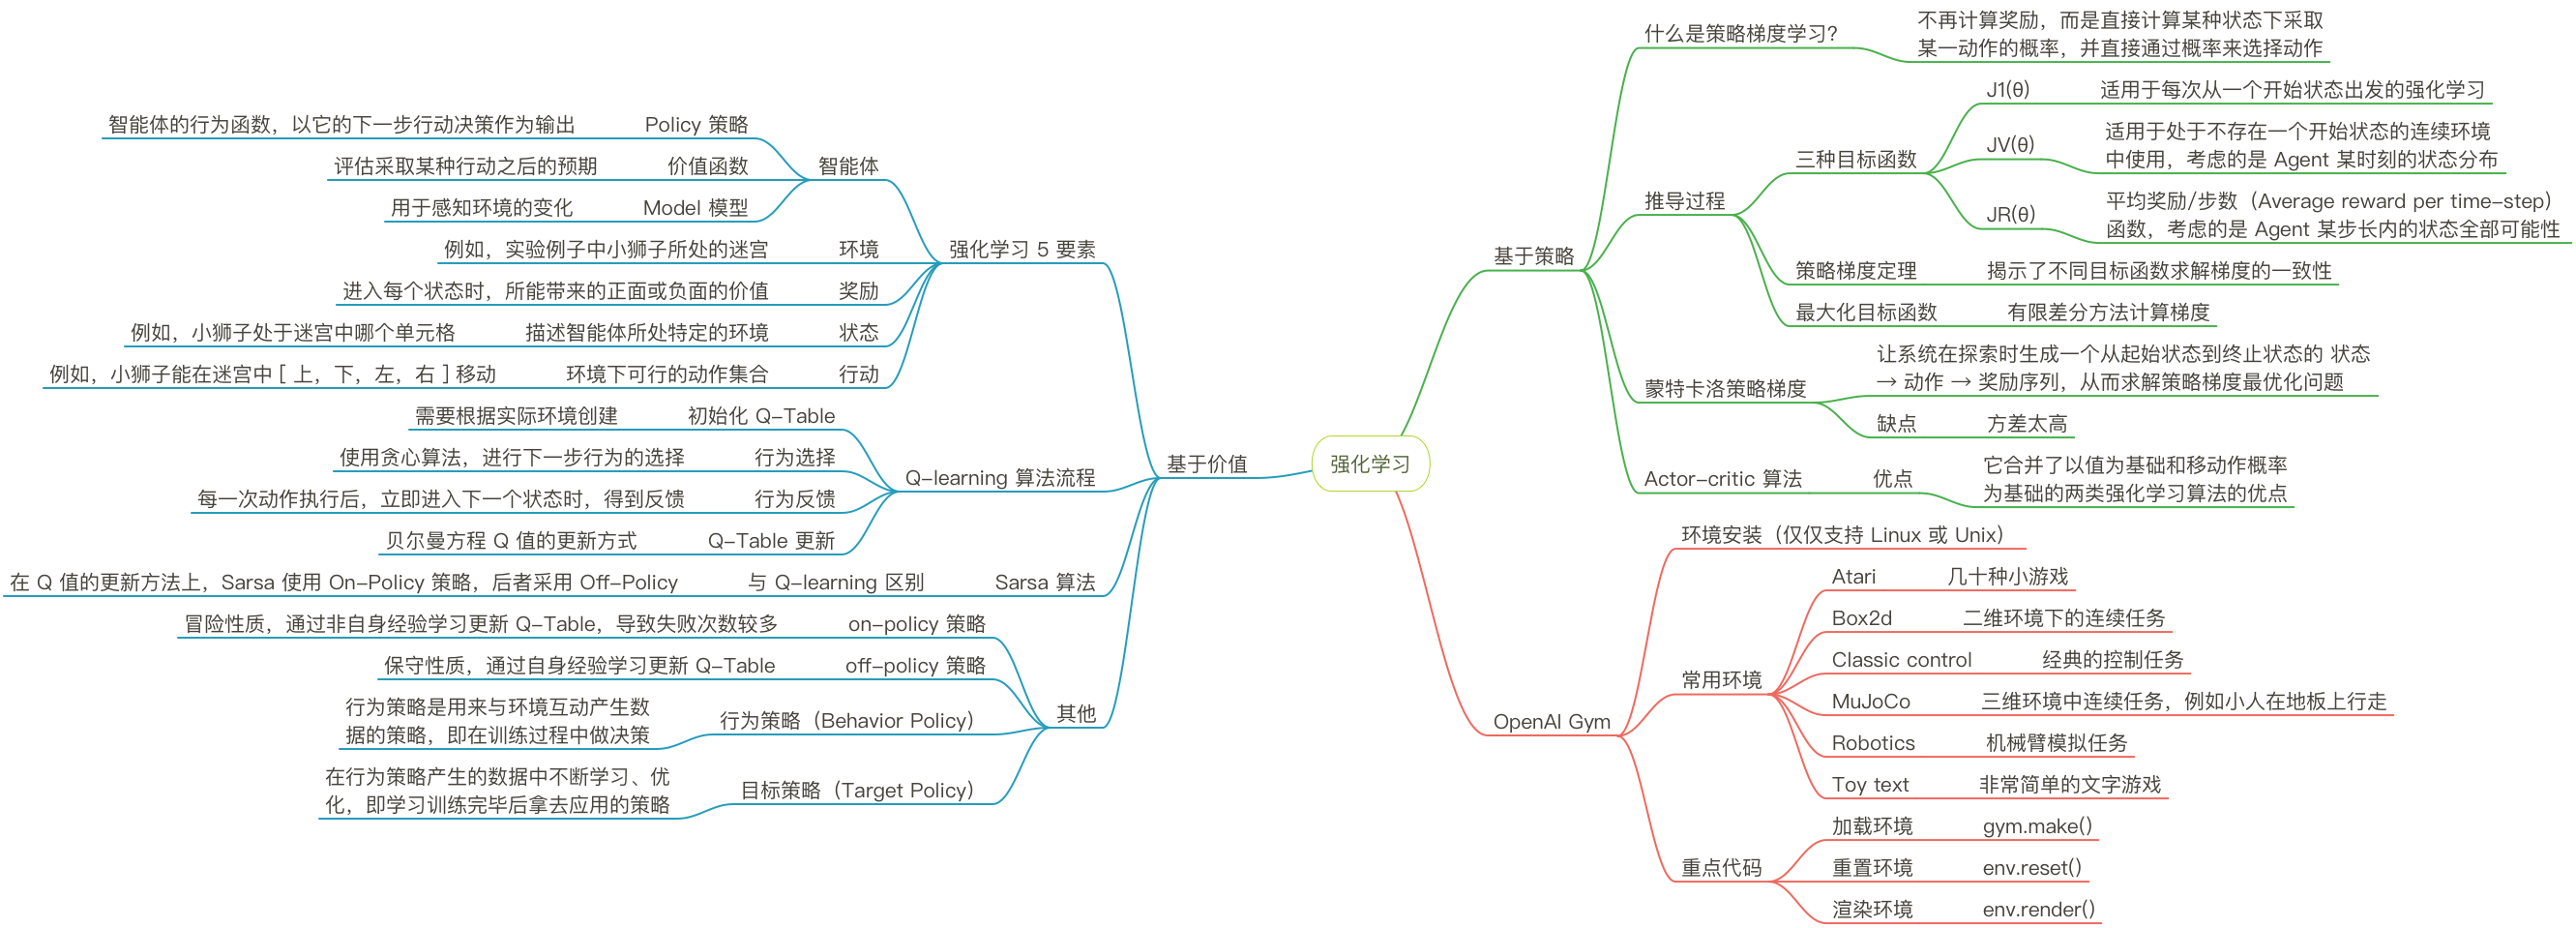 强化学习
基于价值
强化学习 5 要素
智能体
Policy 策略
智能体的行为函数，以它的下一步行动决策作为输出
价值函数
评估采取某种行动之后的预期
Model 模型
用于感知环境的变化
环境
例如，实验例子中小狮子所处的迷宫
奖励
进入每个状态时，所能带来的正面或负面的价值
状态
描述智能体所处特定的环境
例如，小狮子处于迷宫中哪个单元格
行动
环境下可行的动作集合
例如，小狮子能在迷宫中 [ 上，下，左，右 ] 移动
Q-learning 算法流程
初始化 Q-Table
需要根据实际环境创建
行为选择
使用贪心算法，进行下一步行为的选择
行为反馈
每一次动作执行后，立即进入下一个状态时，得到反馈
Q-Table 更新
贝尔曼方程 Q 值的更新方式
Sarsa 算法
与 Q-learning 区别
在 Q 值的更新方法上，Sarsa 使用 On-Policy 策略，后者采用 Off-Policy
其他
on-policy 策略
冒险性质，通过非自身经验学习更新 Q-Table，导致失败次数较多
off-policy 策略
保守性质，通过自身经验学习更新 Q-Table
行为策略（Behavior Policy）
行为策略是用来与环境互动产生数
据的策略，即在训练过程中做决策
目标策略（Target Policy）
在行为策略产生的数据中不断学习、优
化，即学习训练完毕后拿去应用的策略
基于策略
什么是策略梯度学习？
不再计算奖励，而是直接计算某种状态下采取
某一动作的概率，并直接通过概率来选择动作
推导过程
三种目标函数
J1(θ)
适用于每次从一个开始状态出发的强化学习
JV(θ)
适用于处于不存在一个开始状态的连续环境
中使用，考虑的是 Agent 某时刻的状态分布
JR(θ)
平均奖励/步数（Average reward per time-step）
函数，考虑的是 Agent 某步长内的状态全部可能性
策略梯度定理
揭示了不同目标函数求解梯度的一致性
最大化目标函数
有限差分方法计算梯度
蒙特卡洛策略梯度
让系统在探索时生成一个从起始状态到终止状态的 状态
→ 动作 → 奖励序列，从而求解策略梯度最优化问题
缺点
方差太高
Actor-critic 算法
优点
它合并了以值为基础和移动作概率
为基础的两类强化学习算法的优点
OpenAI Gym
环境安装（仅仅支持 Linux 或 Unix）
常用环境
Atari
几十种小游戏
Box2d
二维环境下的连续任务
Classic control
经典的控制任务
MuJoCo
三维环境中连续任务，例如小人在地板上行走
Robotics
机械臂模拟任务
Toy text
非常简单的文字游戏
重点代码
加载环境
gym.make()
重置环境
env.reset()
渲染环境
env.render()